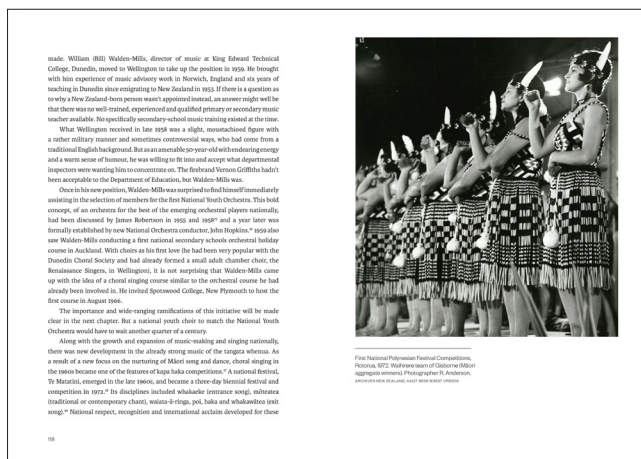 made. William (Bill) Walden-Mills, director of music at King Edward Technical
College, Dunedin, moved to Wellington to take up the position in 1959. He brought
with him experience of music advisory work in Norwich, England and six years of
teaching in Dunedin since emigrating to New Zealand in 1953. If there is a question as
to why a New Zealand-born person wasn't appointed instead, an answer might well be
that there was no well-trained, experienced and qualified primary or secondary music
teacher available. No specifically secondary-school music training existed at the time.
What Wellington received in late 1958 was a slight, moustachioed figure with
a rather military manner and sometimes controversial ways, who had come from a
traditional English background. But as an amenable 50-year-old with endearing energy
and a warm sense of humour, he was willing to fit into and accept what departmental
inspectors were wanting him to concentrate on. The firebrand Vernon Griffiths hadn't
been acceptable to the Department of Education, but Walden-Mills was.
Once in his new position, Walden-Mills was surprised to find himself immediately
assisting in the selection of members for the first National Youth Orchestra. This bold
concept, of an orchestra for the best of the emerging orchestral players nationally,
had been discussed by James Robertson in 1955 and 1958 and a year later was
formally established by new National Orchestra conductor, John Hopkins. 1959 also
saw Walden-Mills conducting a first national secondary schools orchestral holiday
course in Auckland. With choirs as his first love (he had been very popular with the
Dunedin Choral Society and had already formed a small adult chamber choir, the
Renaissance Singers, in Wellington), it is not surprising that Walden-Mills came
up with the idea of a choral singing course similar to the orchestral course he had
already been involved in. He invited Spotswood College, New Plymouth to host the
first course in August 1966.
The importance and wide-ranging ramifications of this initiative will be made
clear in the next chapter. But a national youth choir to match the National Youth
Orchestra would have to wait another quarter of a century.
Along with the growth and expansion of music-making and singing nationally,
there was new development in the already strong music of the tangata whenua. As
a result of a new focus on the nurturing of Māori song and dance, choral singing in
the 1960s became one of the features of kapa haka competitions. A national festival,
Te Matatini, emerged in the late 1960s, and became a three-day biennial festival and
competition in 1972. Its disciplines included whakaeke (entrance song), mōteatea
(traditional or contemporary chant), waiata-ā-ringa, poi, haka and whakawātea (exit
song). National respect, recognition and international acclaim developed for these
118
First National Polynesian Festival Competitions,
Rotorua, 1972. Waihirere team of Gisborne (Māori
aggregate winners). Photographer R. Anderson.
ARCHIVES NEW ZEALAND, AAQT 6539